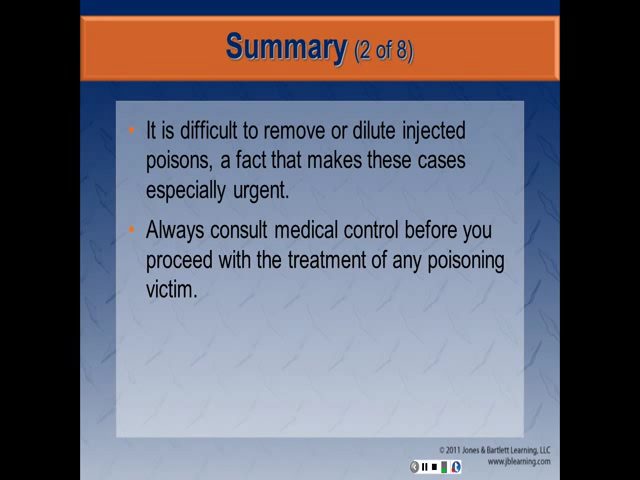 Summary (2 of 8)
• It is difficult to remove or dilute injected
poisons, a fact that makes these cases
especially urgent.
• Always consult medical control before you
proceed with the treatment of any poisoning
victim.
© 2011 Jones & Bartlett Learning, LLC
www.jblearning.com